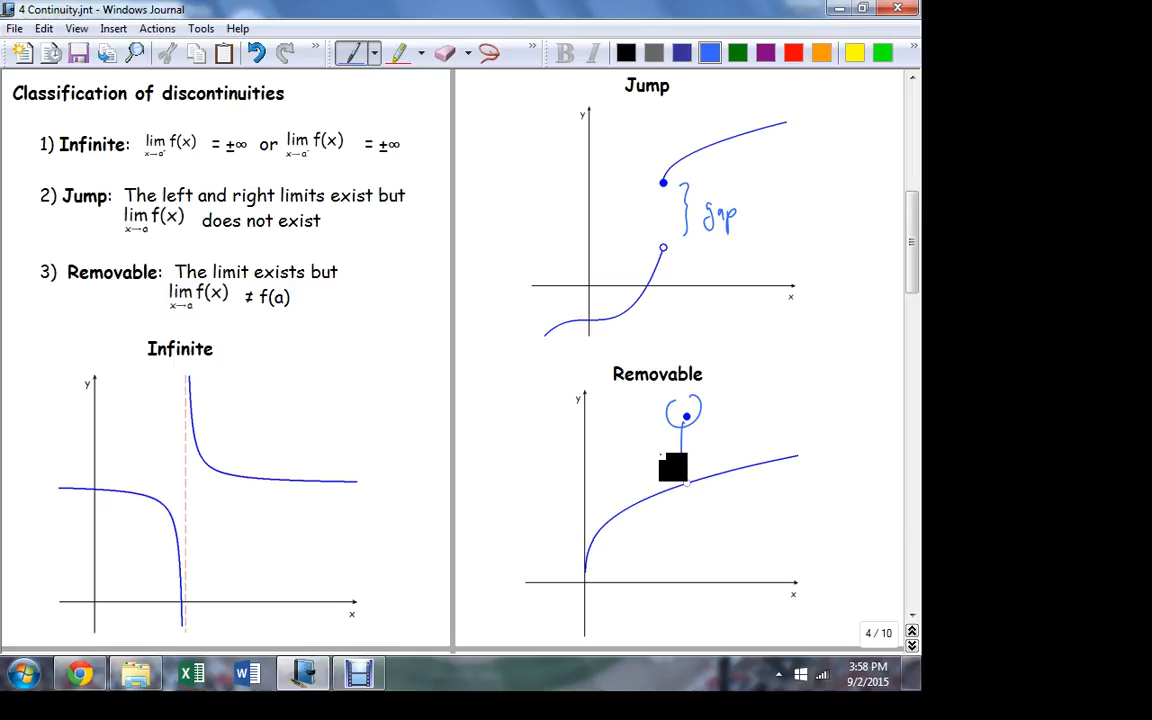 4 Continuity.jnt - Windows Journal
File Edit View Insert Actions Tools Help
B I
Classification of discontinuities
1) Infinite: lim f(x) = ±∞ or lim f(x) = ±∞
x→a x→a
2) Jump: The left and right limits exist but
lim f(x) does not exist
x→a
3) Removable: The limit exists but
lim f(x) ≠ f(a)
x→a
Infinite
y
x
Jump
y
gap
x
Removable
y
x
4 / 10
3:58 PM
9/2/2015